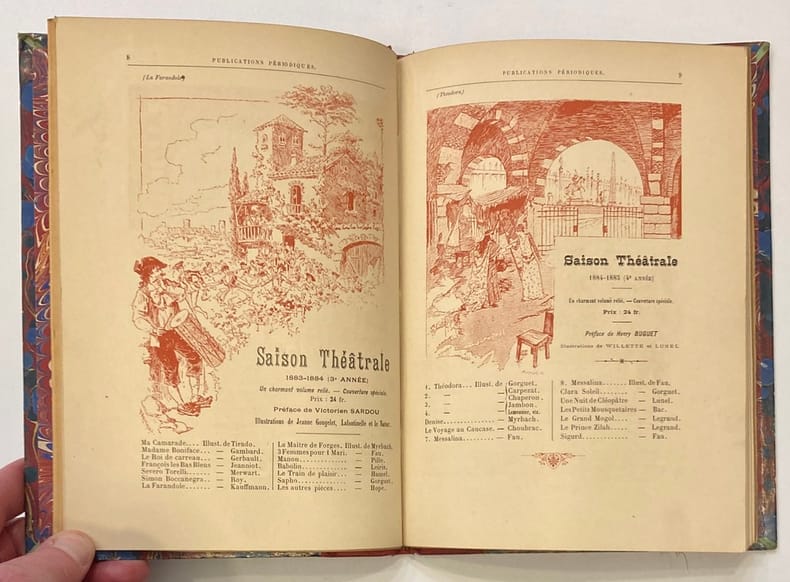 8
PUBLICATIONS PÉRIODIQUES.
(La Farandole)
Saison Théâtrale
1883-1884 (3e ANNÉE)
Un charmant volume relié. — Couverture spéciale.
Prix : 24 fr.
Préface de Victorien SARDOU
Illustrations de Jeanne Gougelet, Labatinelle et le Natur.
Ma Camarade.... Illust. de Tirado.
Madame Boniface... — Gambard.
Le Roi de carreau... — Gerbault.
François les Bas Bleus — Jeanniot.
Severo Torelli..... — Merwart.
Simon Boccanegra.. — Roy.
La Farandole...... — Kauffmann.
Le Maître de Forges. Illust. de Myrbach.
3 Femmes pour 1 Mari. — Fau.
Manon............ — Pille.
Babolin........... — Loirit.
Le Train de plaisir.. — Hamel.
Sapho............ — Gorguet.
Les autres pièces.... — Hope.
PUBLICATIONS PÉRIODIQUES.
9
(Théodora)
Saison Théâtrale
1884-1885 (4e ANNÉE)
Un charmant volume relié. — Couverture spéciale.
Prix : 24 fr.
Préface de Henry BUGUET
Illustrations de WILLETTE et LUNEL.
1. Théodora... Illust. de Gorguet.
2. — — Carpezat.
3. — — Chaperon.
— Jambon.
4. — — Lemeunier, etc.
Denise............ — Myrbach.
Le Voyage au Caucase. — Choubrac.
7. Messalina....... — Fau.
8. Messalina...... Illust. de Fau.
Clara Soleil....... — Gorguet.
Une Nuit de Cléopâtre — Lunel.
Les Petits Mousquetaires — Bac.
Le Grand Mogol.... — Legrand.
Le Prince Zilah..... — Legrand.
Sigurd............ — Fau.